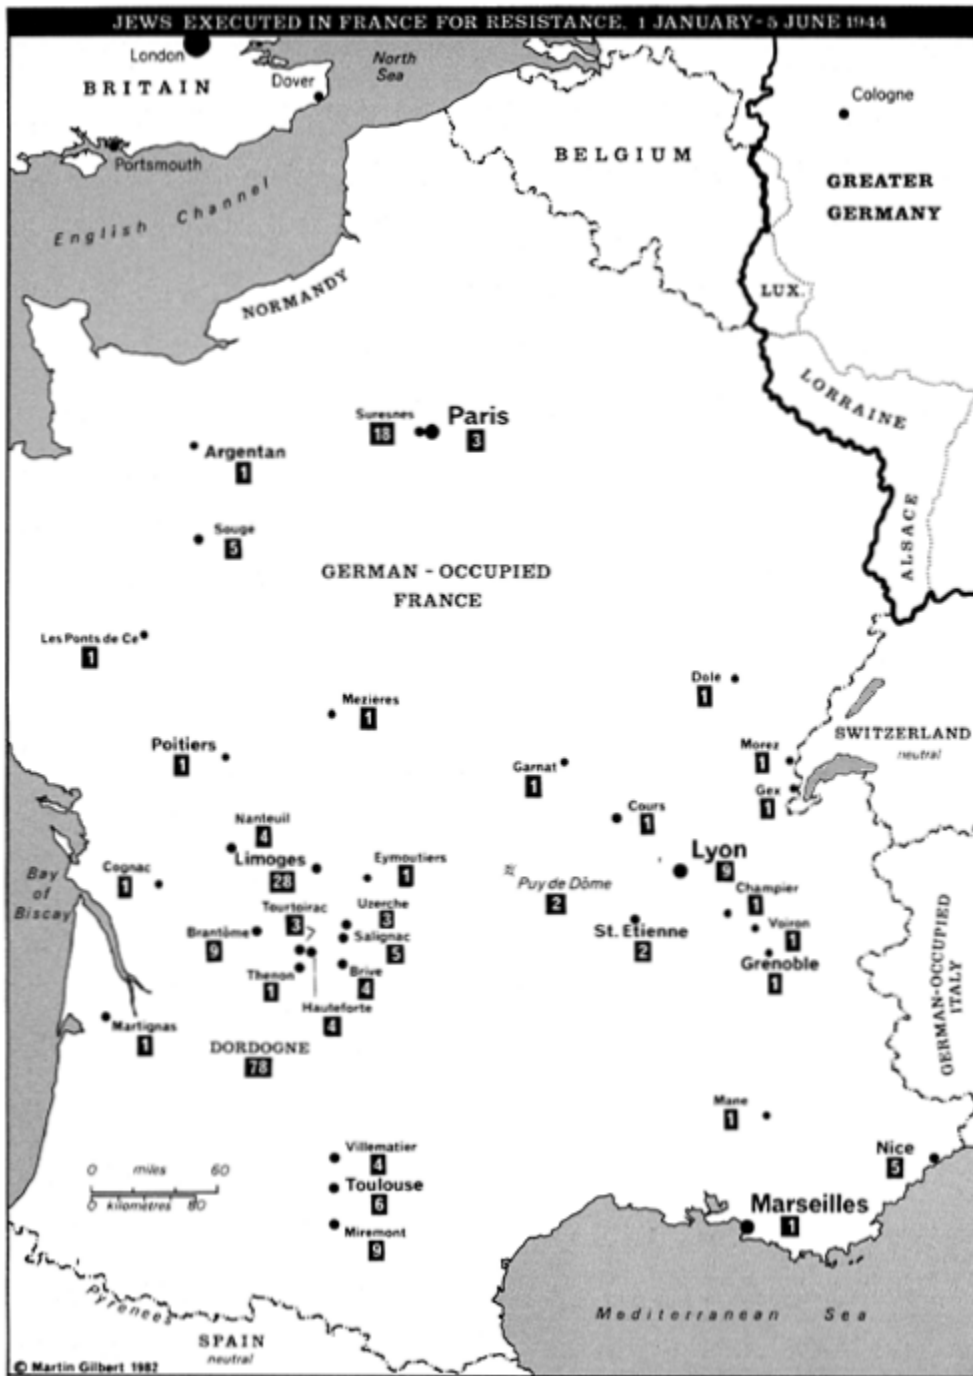 JEWS EXECUTED IN FRANCE FOR RESISTANCE, 1 JANUARY-5 JUNE 1944
London
North
Sea
BRITAIN
Dover
Cologne
Portsmouth
BELGIUM
GREATER
GERMANY
English Channel
LUX.
NORMANDY
LORRAINE
Suresnes
18
Paris
3
Argentan
1
ALSACE
Souge
5
GERMAN - OCCUPIED
FRANCE
Les Ponts de Ce
1
Dole
1
Mezières
1
SWITZERLAND
neutral
Poitiers
1
Morez
1
Garnat
1
Gex
1
Cours
1
Nanteuil
4
Limoges
28
Eymoutiers
1
Lyon
9
Bay
of
Biscay
Cognac
1
Puy de Dôme
2
Champier
1
Tourtoirac
3
Uzerche
3
St. Etienne
2
Voiron
1
Brantôme
9
Salignac
5
Grenoble
1
Thenon
1
Brive
4
Hauteforte
4
GERMAN-OCCUPIED
ITALY
Martignas
1
DORDOGNE
78
Mane
1
Villematier
4
Nice
5
0 miles 60
0 kilometres 80
Toulouse
6
Marseilles
1
Miremont
9
Pyrenees
Mediterranean Sea
SPAIN
neutral
© Martin Gilbert 1982